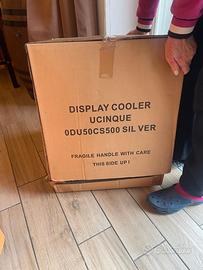 DISPLAY COOLER
UCINQUE
0DU50CS500 SIL VER
FRAGILE HANDLE WITH CARE
THIS SIDE UP !